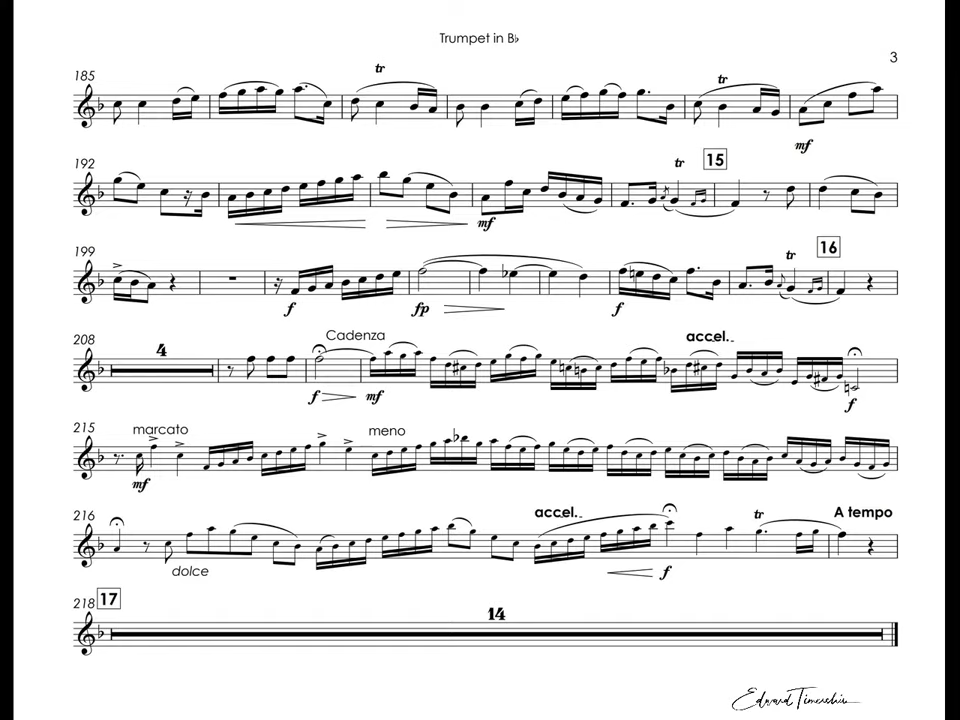 Trumpet in B♭
3
185
tr
tr
mf
192
tr
15
mf
199
tr
16
f
fp
f
208
4
Cadenza
accel.
f
mf
f
215
marcato
meno
mf
216
accel.
tr
A tempo
dolce
f
218
17
14